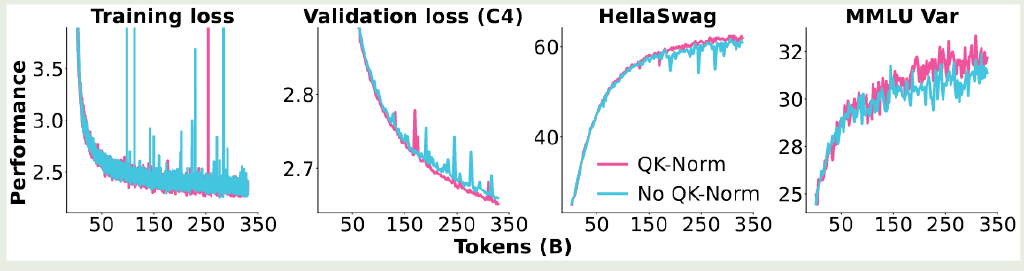 Training loss
Validation loss (C4)
HellaSwag
MMLU Var
Performance
3.5
3.0
2.5
50 150 250 350
2.8
2.7
50 150 250 350
60
40
QK-Norm
No QK-Norm
50 150 250 350
32
30
28
25
50 150 250 350
Tokens (B)